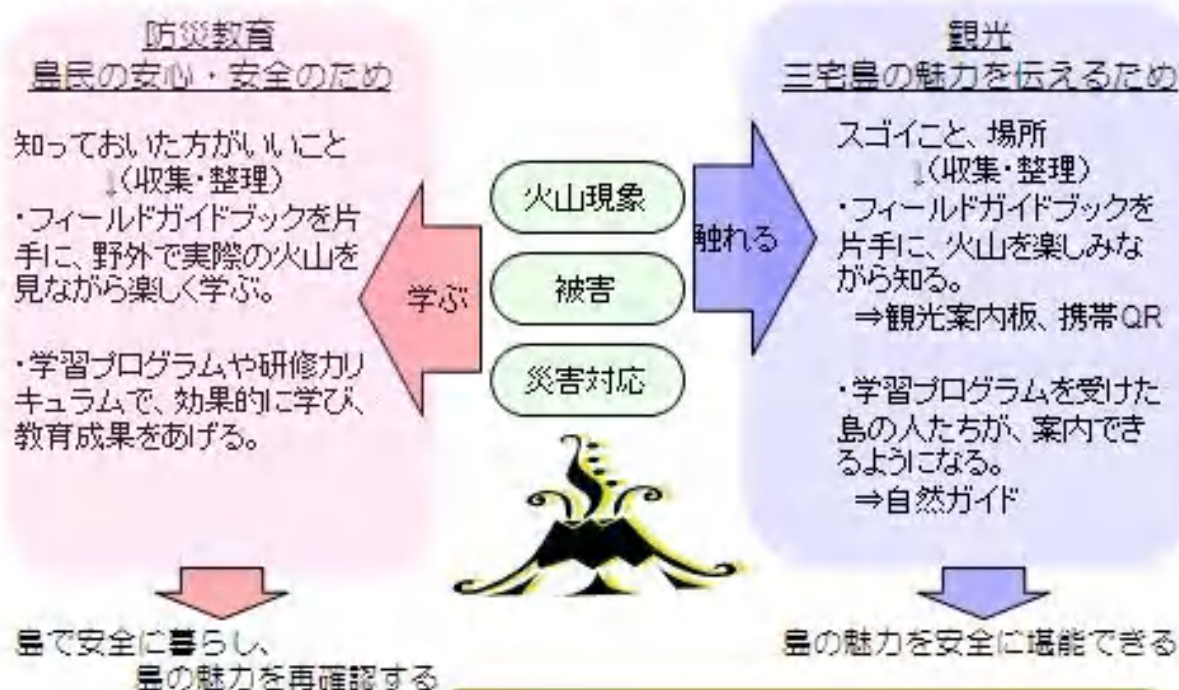 防災教育
島民の安心・安全のため
知っておいた方がいいこと
↓(収集・整理)
・フィールドガイドブックを片
手に、野外で実際の火山を
見ながら楽しく学ぶ。
・学習プログラムや研修カリ
キュラムで、効果的に学び、
教育成果をあげる。
島で安全に暮らし、
島の魅力を再確認する
学ぶ
火山現象
被害
災害対応
触れる
観光
三宅島の魅力を伝えるため
スゴイこと、場所
↓(収集・整理)
・フィールドガイドブックを
片手に、火山を楽しみな
がら知る。
⇒観光案内板、携帯QR
・学習プログラムを受けた
島の人たちが、案内でき
るようになる。
⇒自然ガイド
島の魅力を安全に堪能できる